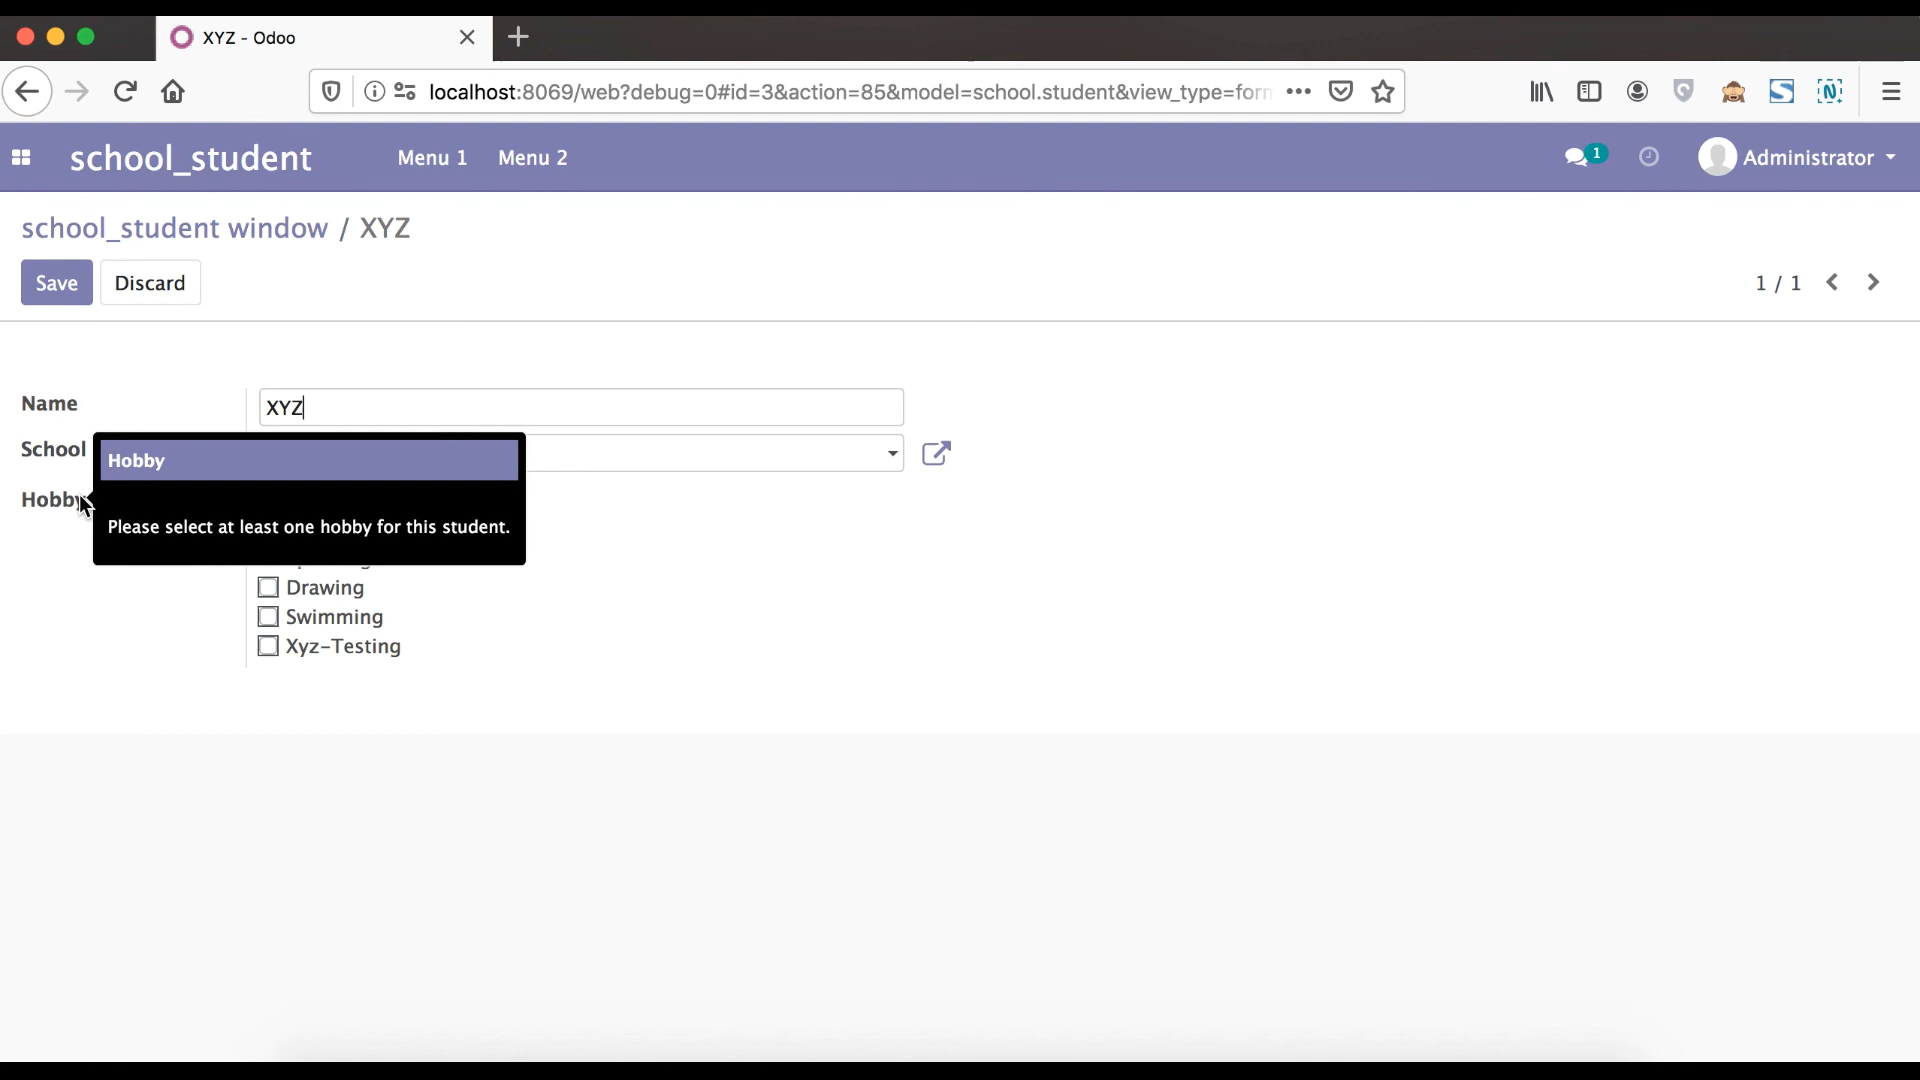 XYZ - Odoo
localhost:8069/web?debug=0#id=3&action=85&model=school.student&view_type=form
school_student
Menu 1
Menu 2
1
Administrator
school_student window / XYZ
Save
Discard
1 / 1
Name
XYZ
School
Hobby
Hobby
Please select at least one hobby for this student.
Drawing
Swimming
Xyz-Testing